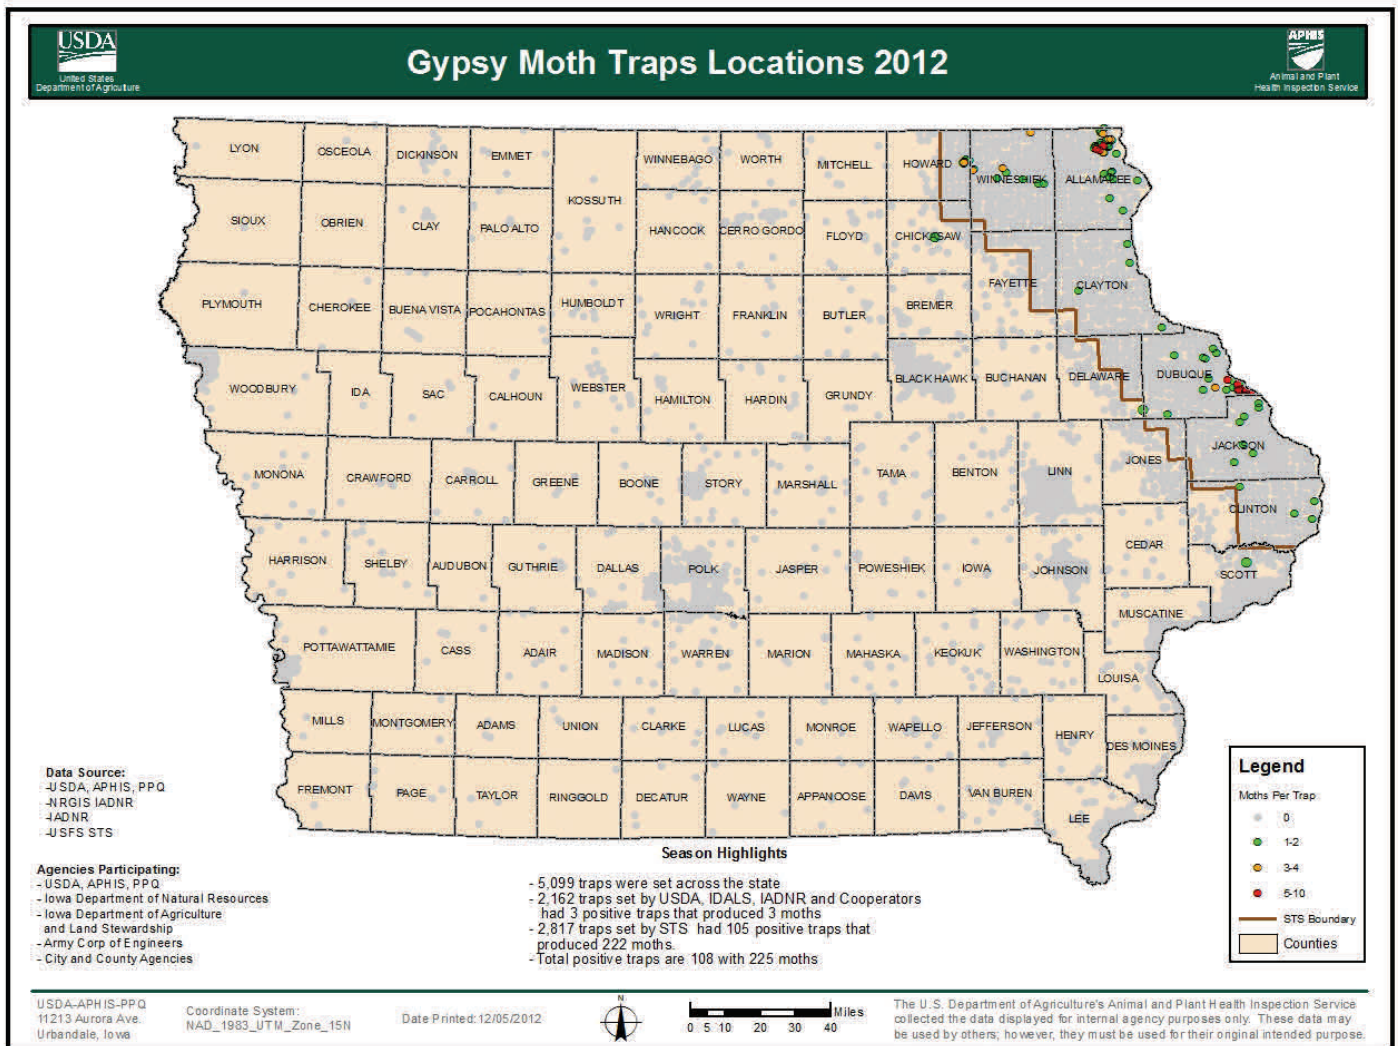 USDA
United States
Department of Agriculture
Gypsy Moth Traps Locations 2012
APHIS
Animal and Plant
Health Inspection Service
LYON
OSCEOLA
DICKINSON
EMMET
WINNEBAGO
WORTH
MITCHELL
HOWARD
WINNESHIEK
ALLAMAKEE
KOSSUTH
SIOUX
OBRIEN
CLAY
PALO ALTO
HANCOCK
CERRO GORDO
FLOYD
CHICKASAW
FAYETTE
CLAYTON
PLYMOUTH
CHEROKEE
BUENA VISTA
POCAHONTAS
HUMBOLDT
WRIGHT
FRANKLIN
BUTLER
BREMER
WOODBURY
IDA
SAC
CALHOUN
WEBSTER
HAMILTON
HARDIN
GRUNDY
BLACK HAWK
BUCHANAN
DELAWARE
DUBUQUE
MONONA
CRAWFORD
CARROLL
GREENE
BOONE
STORY
MARSHALL
TAMA
BENTON
LINN
JONES
JACKSON
CLINTON
HARRISON
SHELBY
AUDUBON
GUTHRIE
DALLAS
POLK
JASPER
POWESHIEK
IOWA
JOHNSON
CEDAR
SCOTT
MUSCATINE
POTTAWATTAMIE
CASS
ADAIR
MADISON
WARREN
MARION
MAHASKA
KEOKUK
WASHINGTON
LOUISA
MILLS
MONTGOMERY
ADAMS
UNION
CLARKE
LUCAS
MONROE
WAPELLO
JEFFERSON
HENRY
DES MOINES
FREMONT
PAGE
TAYLOR
RINGGOLD
DECATUR
WAYNE
APPANOOSE
DAVIS
VAN BUREN
LEE
Data Source:
-USDA, APHIS, PPQ
-NRGIS IADNR
-IADNR
-USFS STS
Agencies Participating:
- USDA, APHIS, PPQ
- Iowa Department of Natural Resources
- Iowa Department of Agriculture
and Land Stewardship
- Army Corp of Engineers
- City and County Agencies
Season Highlights
- 5,099 traps were set across the state
- 2,162 traps set by USDA, IDALS, IADNR and Cooperators
had 3 positive traps that produced 3 moths
- 2,817 traps set by STS had 105 positive traps that
produced 222 moths.
- Total positive traps are 108 with 225 moths
Legend
Moths Per Trap
0
1-2
3-4
5-10
STS Boundary
Counties
USDA-APHIS-PPQ
11213 Aurora Ave.
Urbandale, Iowa
Coordinate System:
NAD_1983_UTM_Zone_15N
Date Printed:12/05/2012
N
Miles
0 5 10 20 30 40
The U.S. Department of Agriculture's Animal and Plant Health Inspection Service
collected the data displayed for internal agency purposes only. These data may
be used by others; however, they must be used for their original intended purpose.